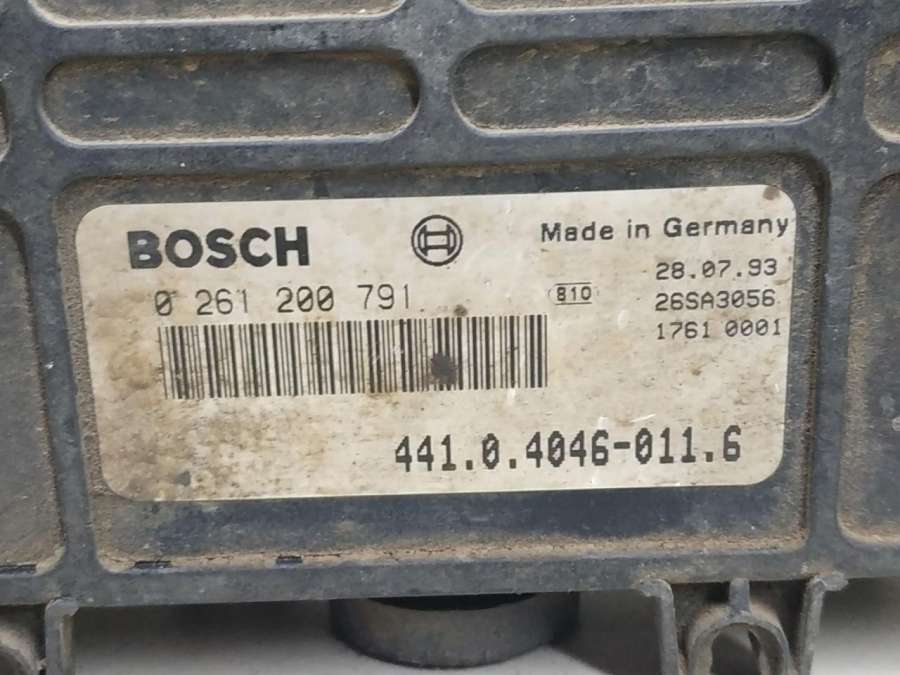 BOSCH
Made in Germany
28.07.93
0 261 200 791
810
26SA3056
1761 0001
441.0.4046-011.6